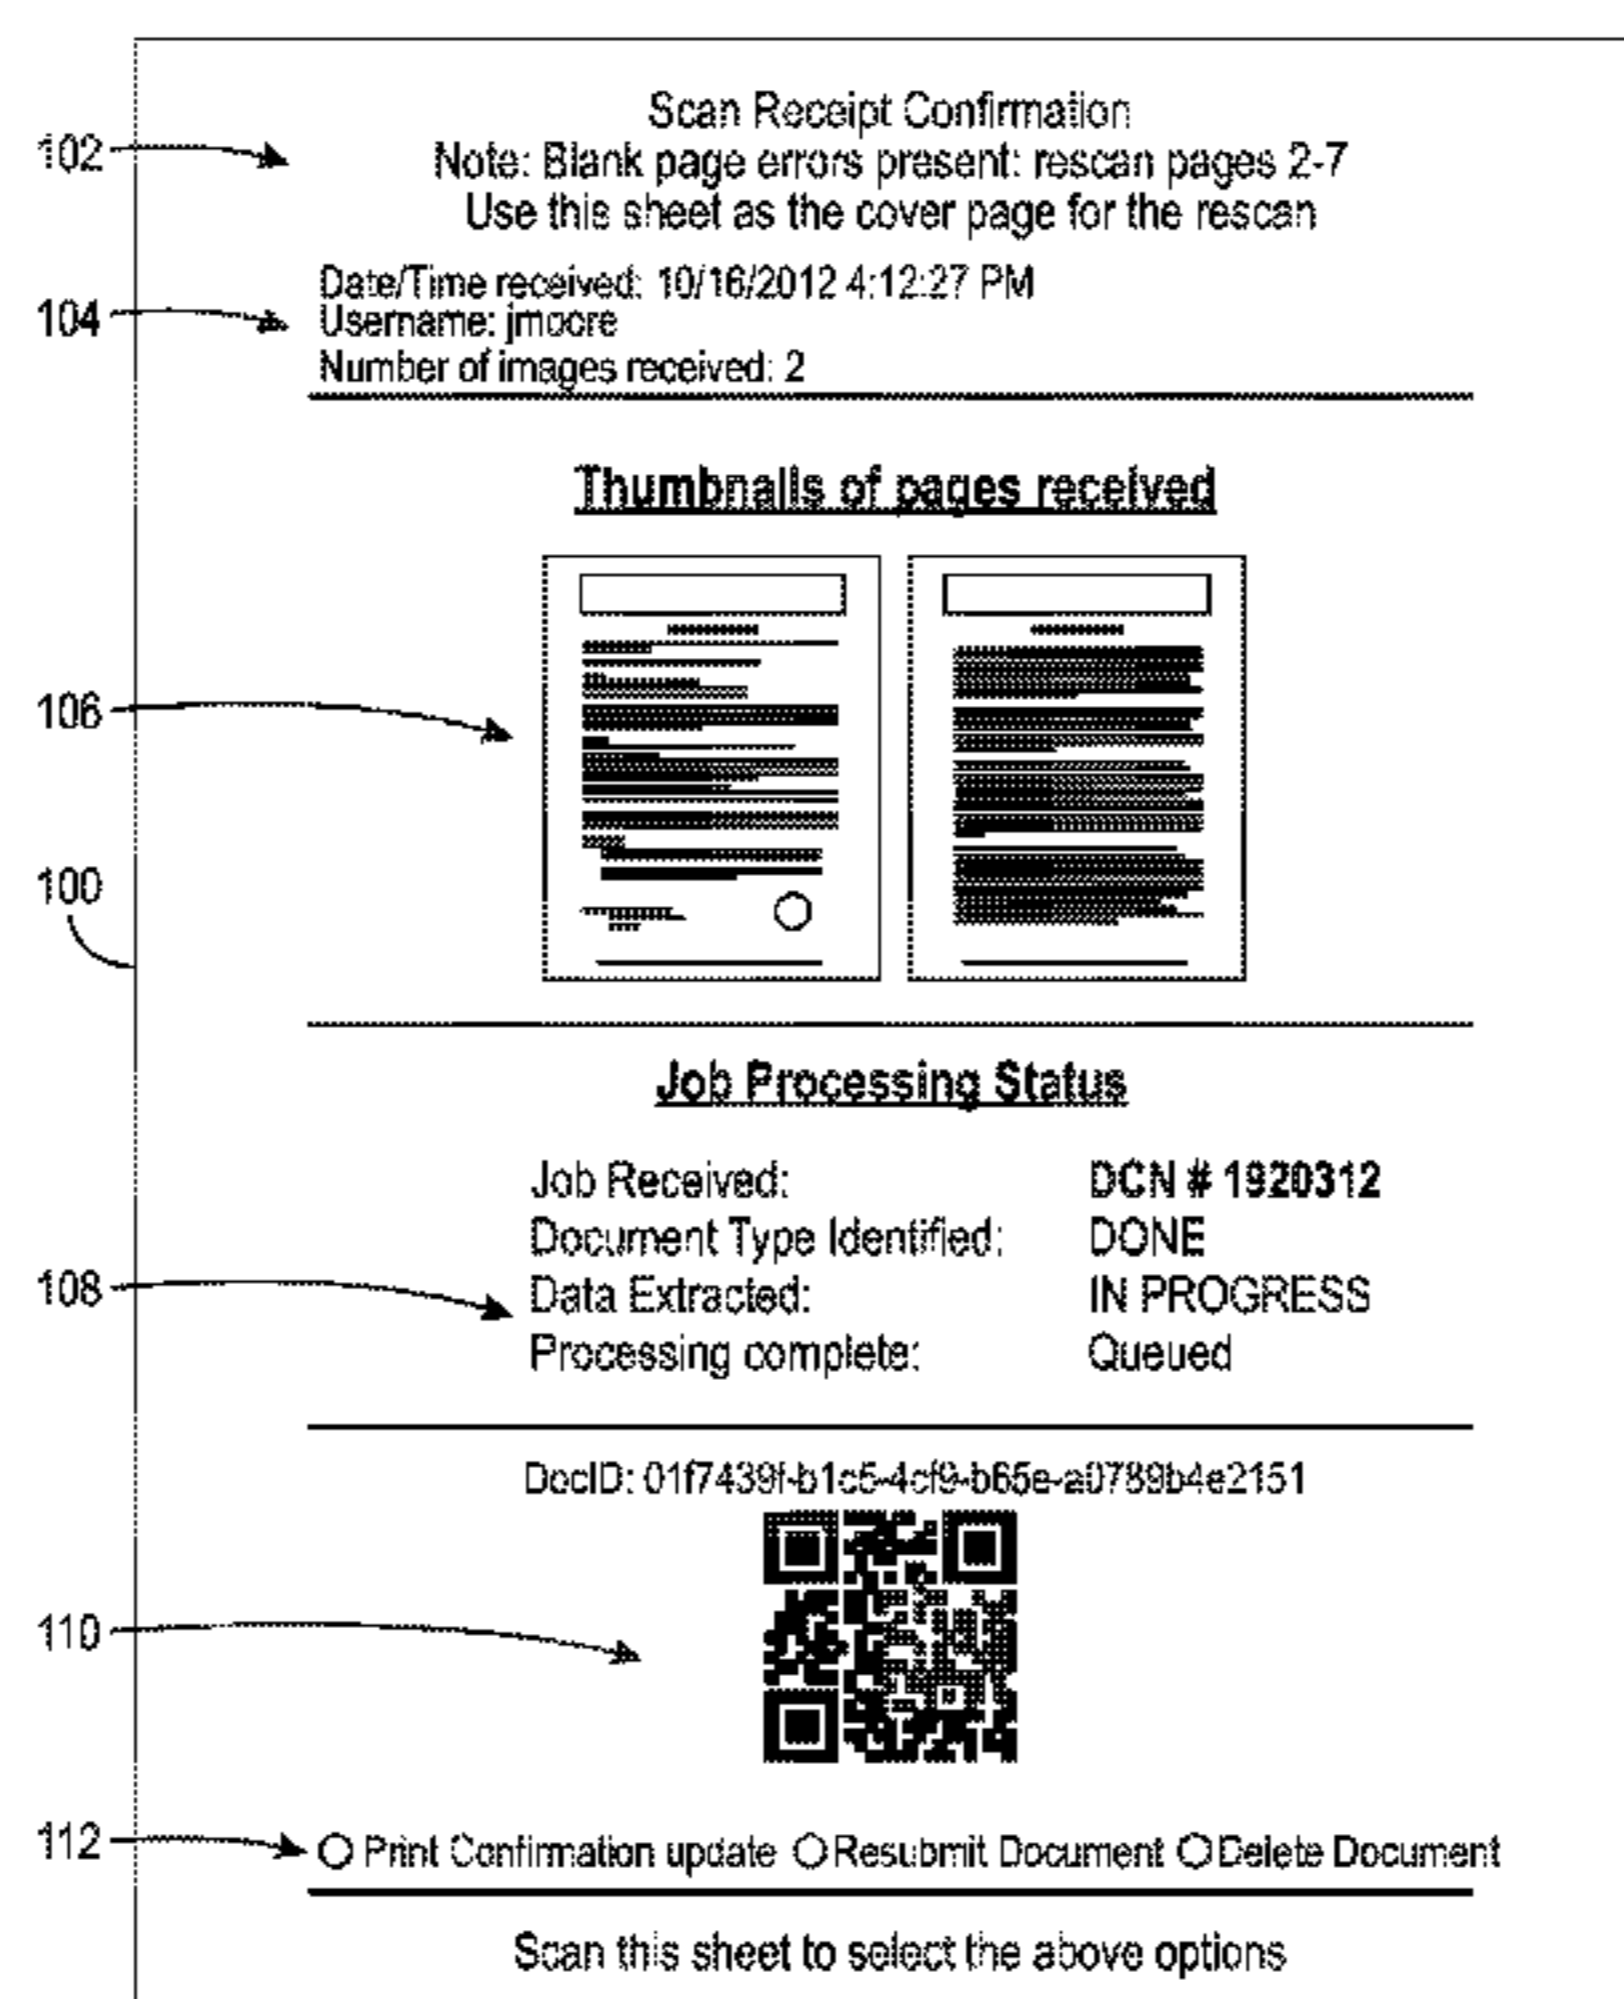 Scan Receipt Confirmation
102
Note: Blank page errors present: rescan pages 2-7
Use this sheet as the cover page for the rescan
Date/Time received: 10/16/2012 4:12:27 PM
104
Username: jmoore
Number of images received: 2
Thumbnails of pages received
106
100
Job Processing Status
Job Received: DCN # 1920312
Document Type Identified: DONE
108
Data Extracted: IN PROGRESS
Processing complete: Queued
DocID: 01f7439f-b1c5-4cf9-b65e-a0789b4e2151
110
112
Print Confirmation update Resubmit Document Delete Document
Scan this sheet to select the above options